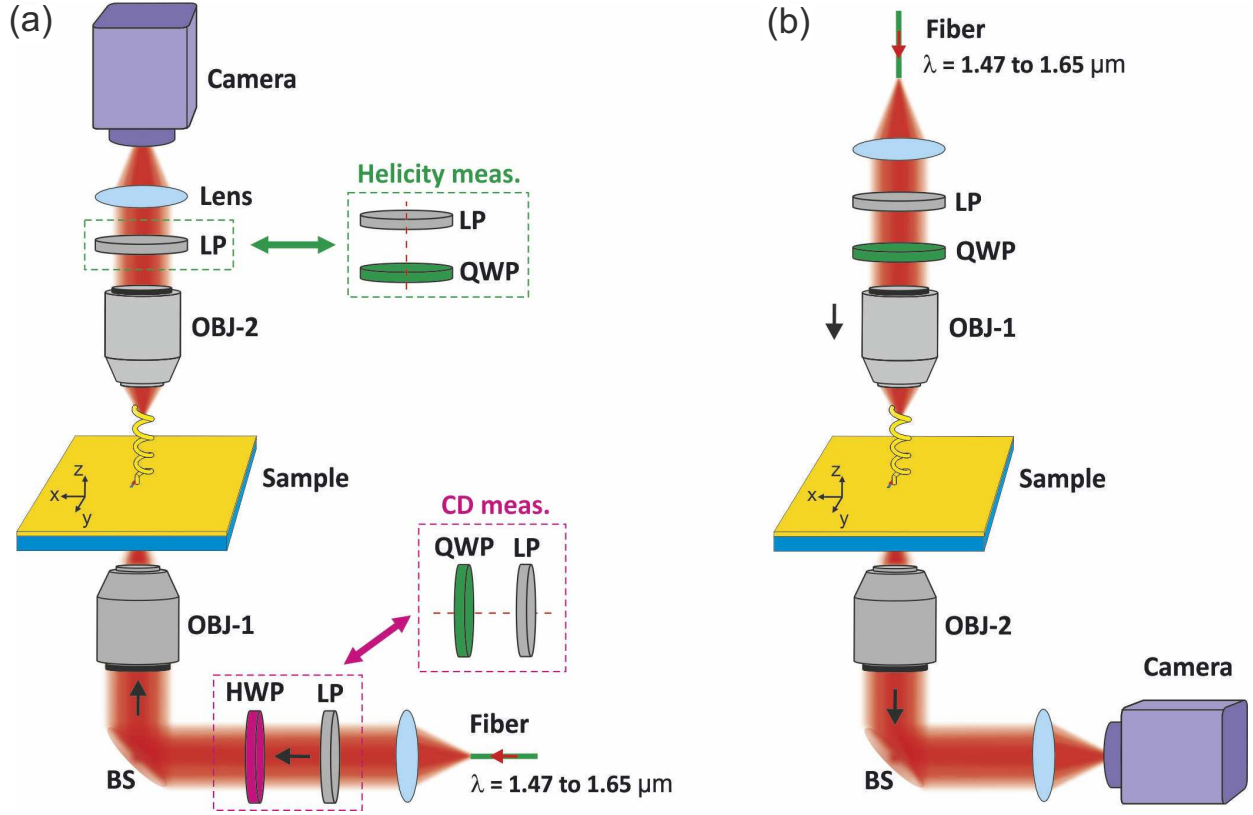 (a)
Camera
Lens
LP
Helicity meas.
LP
QWP
OBJ-2
Sample
z
x
y
CD meas.
QWP LP
OBJ-1
HWP LP
Fiber
λ = 1.47 to 1.65 μm
BS
(b)
Fiber
λ = 1.47 to 1.65 μm
LP
QWP
OBJ-1
Sample
z
x
y
OBJ-2
Camera
BS